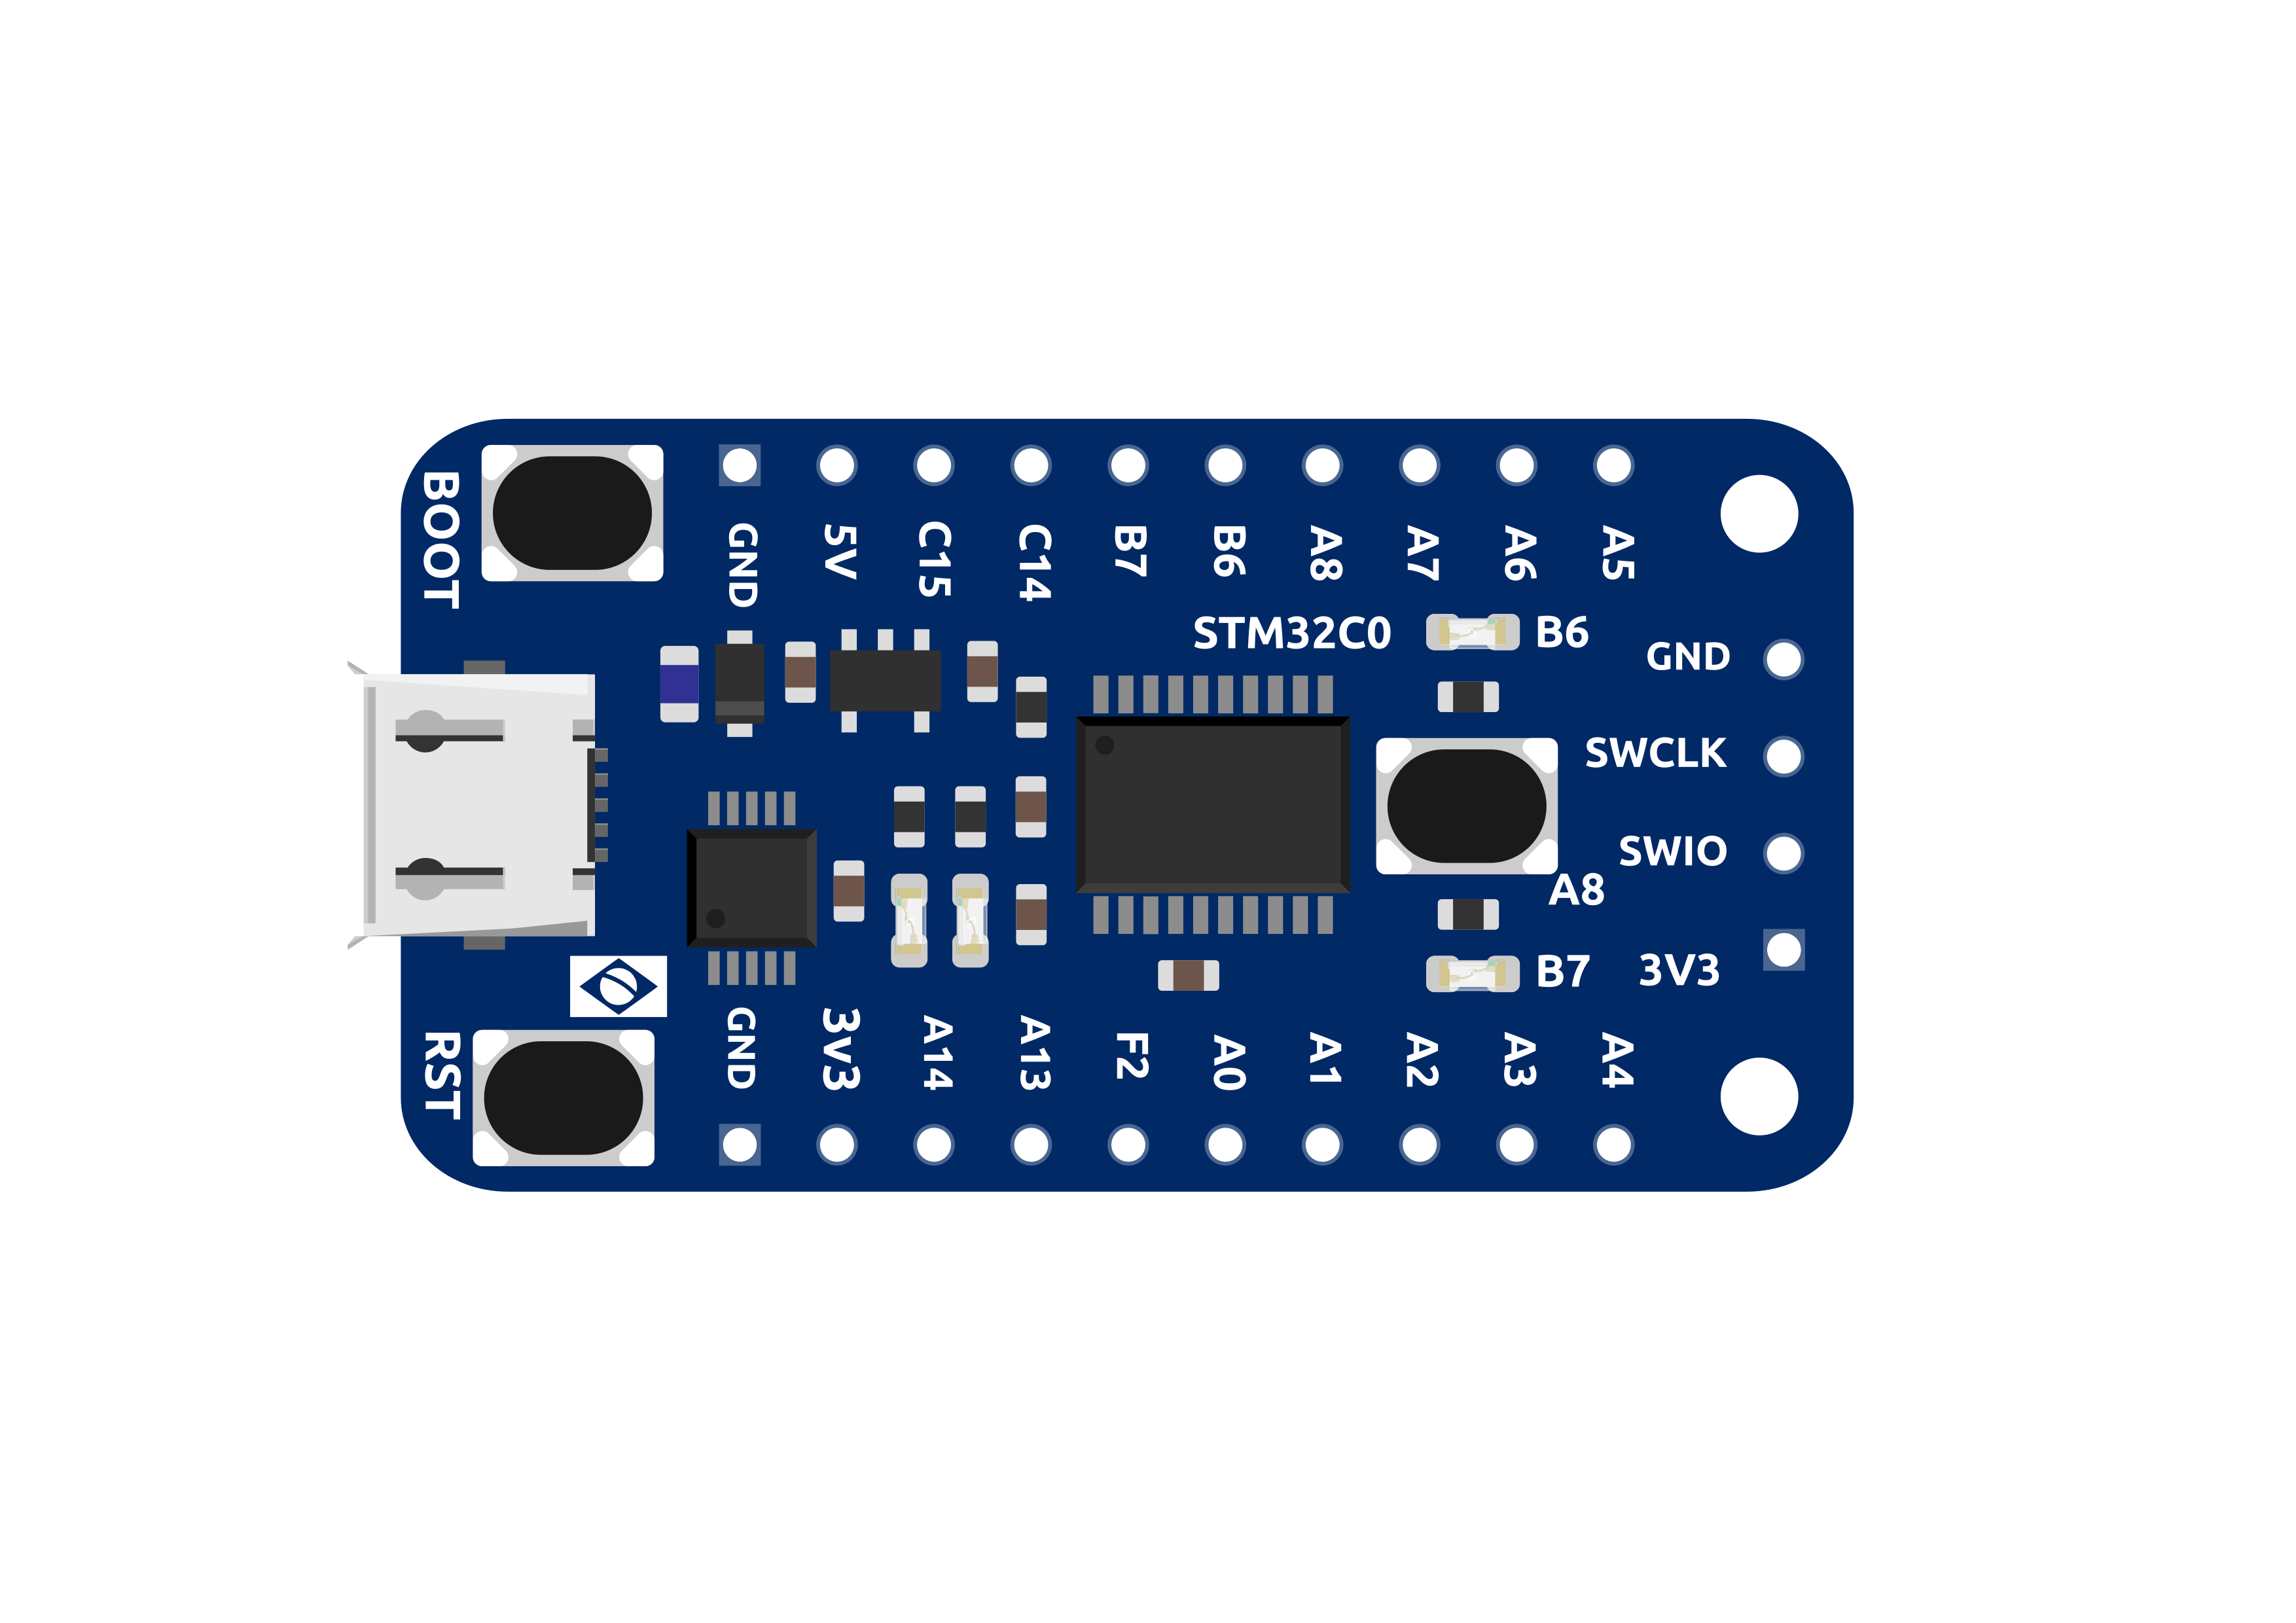 BOOT
GND
5V
C15
C14
B7
B6
A8
A7
A6
A5
STM32C0
B6
GND
SWCLK
SWIO
A8
B7
3V3
RST
GND
3V3
A14
A13
F2
A0
A1
A2
A3
A4